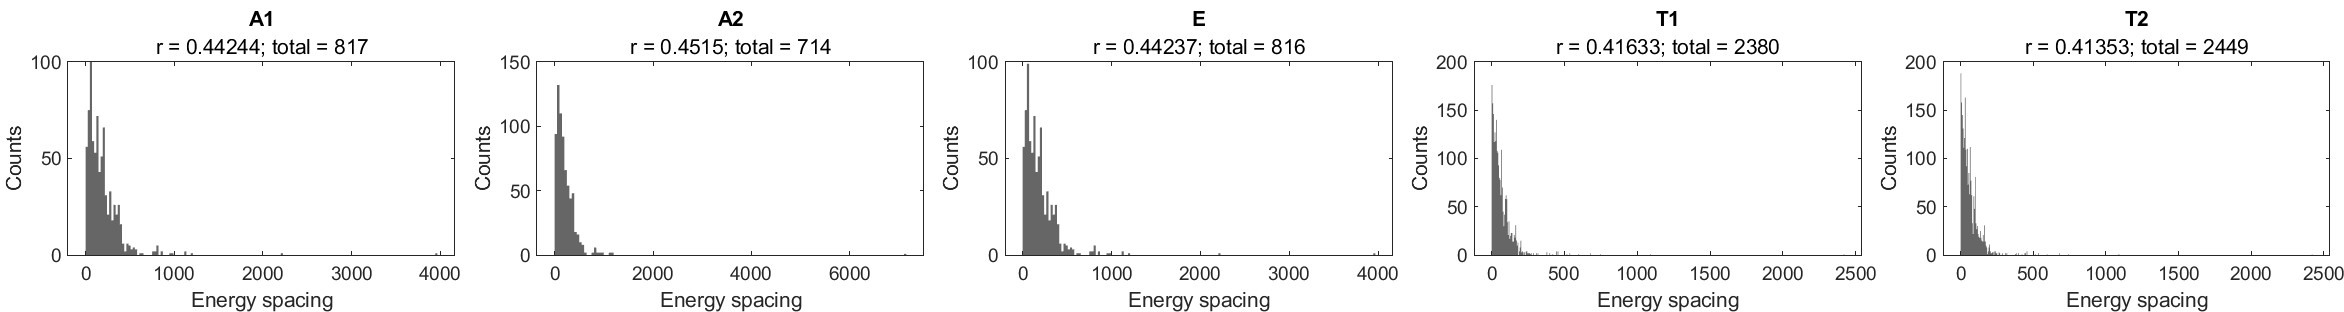 A1
r = 0.44244; total = 817
100
50
0
Counts
0 1000 2000 3000 4000
Energy spacing
A2
r = 0.4515; total = 714
150
100
50
0
Counts
0 2000 4000 6000
Energy spacing
E
r = 0.44237; total = 816
100
50
0
Counts
0 1000 2000 3000 4000
Energy spacing
T1
r = 0.41633; total = 2380
200
150
100
50
0
Counts
0 500 1000 1500 2000 2500
Energy spacing
T2
r = 0.41353; total = 2449
200
150
100
50
0
Counts
0 500 1000 1500 2000 2500
Energy spacing